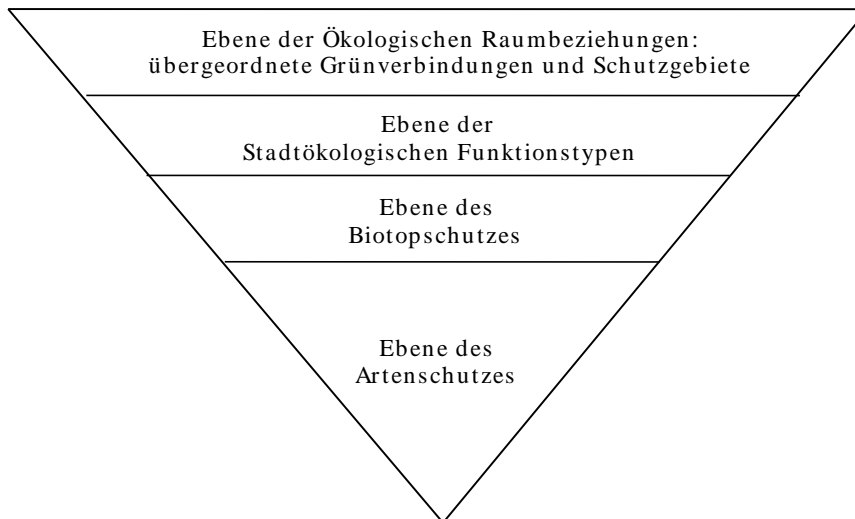 Ebene der Ökologischen Raumbeziehungen:
übergeordnete Grünverbindungen und Schutzgebiete
Ebene der
Stadtökologischen Funktionstypen
Ebene des
Biotopschutzes
Ebene des
Artenschutzes